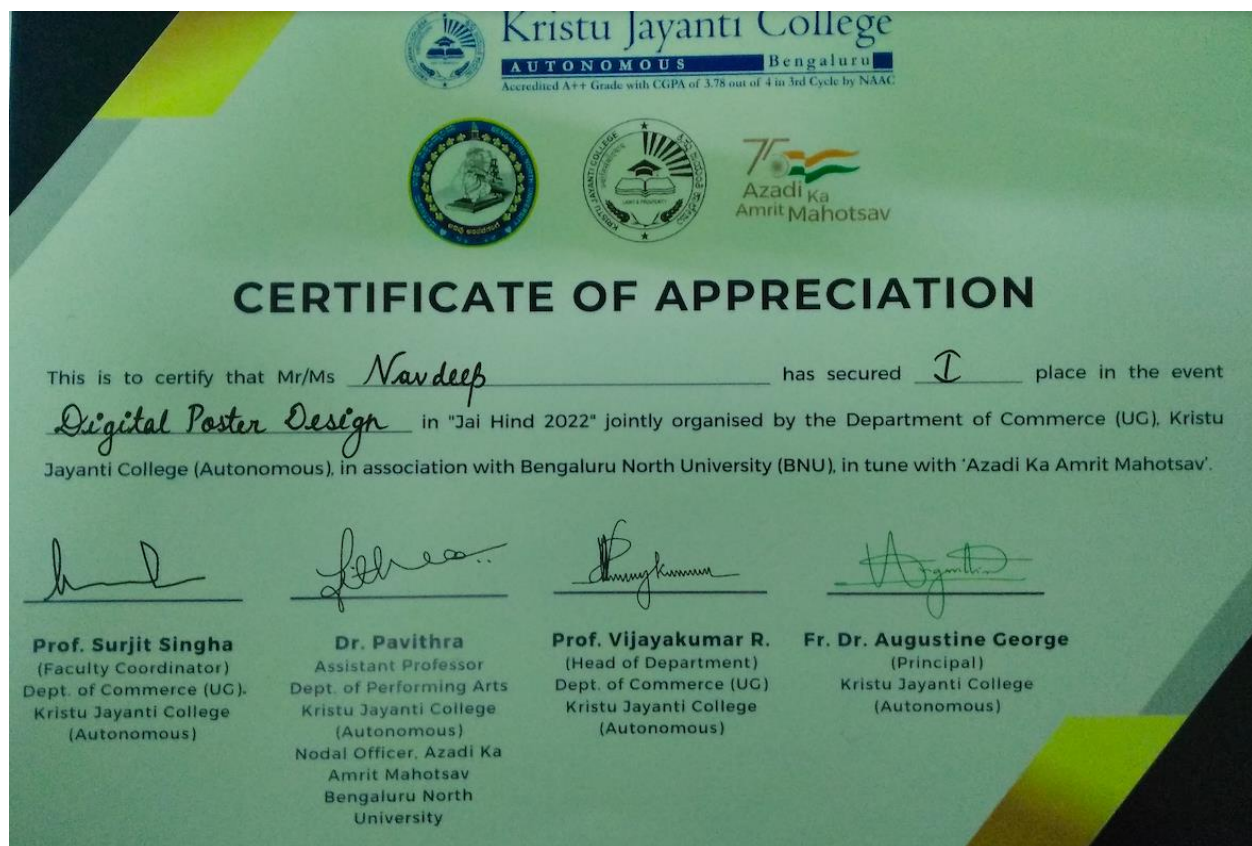 Kristu Jayanti College
AUTONOMOUS Bengaluru
Accredited A++ Grade with CGPA of 3.78 out of 4 in 3rd Cycle by NAAC
KRISTU JAYANTI COLLEGE
LIGHT & PROSPERITY
75
Azadi Ka
Amrit Mahotsav
CERTIFICATE OF APPRECIATION
This is to certify that Mr/Ms Navdeep has secured I place in the event
Digital Poster Design in "Jai Hind 2022" jointly organised by the Department of Commerce (UG), Kristu
Jayanti College (Autonomous), in association with Bengaluru North University (BNU), in tune with 'Azadi Ka Amrit Mahotsav'.
Prof. Surjit Singha
(Faculty Coordinator)
Dept. of Commerce (UG),
Kristu Jayanti College
(Autonomous)
Dr. Pavithra
Assistant Professor
Dept. of Performing Arts
Kristu Jayanti College
(Autonomous)
Nodal Officer, Azadi Ka
Amrit Mahotsav
Bengaluru North
University
Prof. Vijayakumar R.
(Head of Department)
Dept. of Commerce (UG)
Kristu Jayanti College
(Autonomous)
Fr. Dr. Augustine George
(Principal)
Kristu Jayanti College
(Autonomous)